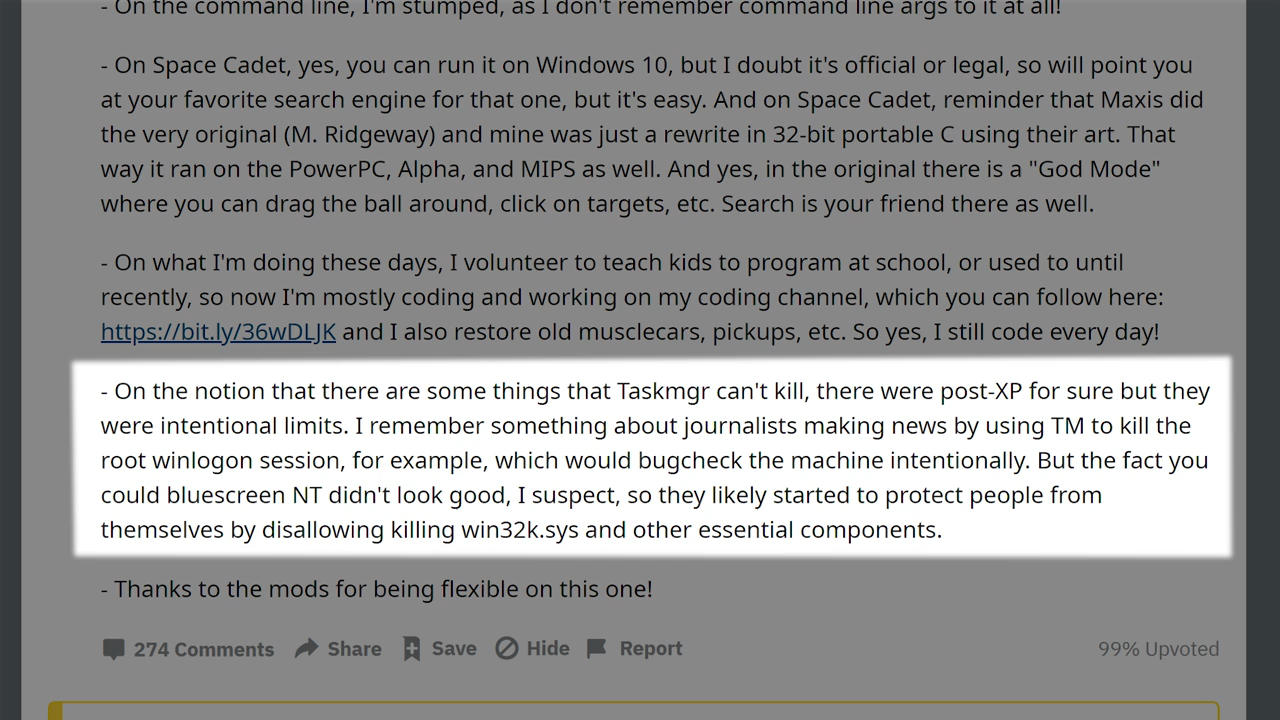 - On the command line, I'm stumped, as I don't remember command line args to it at all!
- On Space Cadet, yes, you can run it on Windows 10, but I doubt it's official or legal, so will point you
at your favorite search engine for that one, but it's easy. And on Space Cadet, reminder that Maxis did
the very original (M. Ridgeway) and mine was just a rewrite in 32-bit portable C using their art. That
way it ran on the PowerPC, Alpha, and MIPS as well. And yes, in the original there is a "God Mode"
where you can drag the ball around, click on targets, etc. Search is your friend there as well.
- On what I'm doing these days, I volunteer to teach kids to program at school, or used to until
recently, so now I'm mostly coding and working on my coding channel, which you can follow here:
https://bit.ly/36wDLJK and I also restore old musclecars, pickups, etc. So yes, I still code every day!
- On the notion that there are some things that Taskmgr can't kill, there were post-XP for sure but they
were intentional limits. I remember something about journalists making news by using TM to kill the
root winlogon session, for example, which would bugcheck the machine intentionally. But the fact you
could bluescreen NT didn't look good, I suspect, so they likely started to protect people from
themselves by disallowing killing win32k.sys and other essential components.
- Thanks to the mods for being flexible on this one!
274 Comments Share Save Hide Report 99% Upvoted